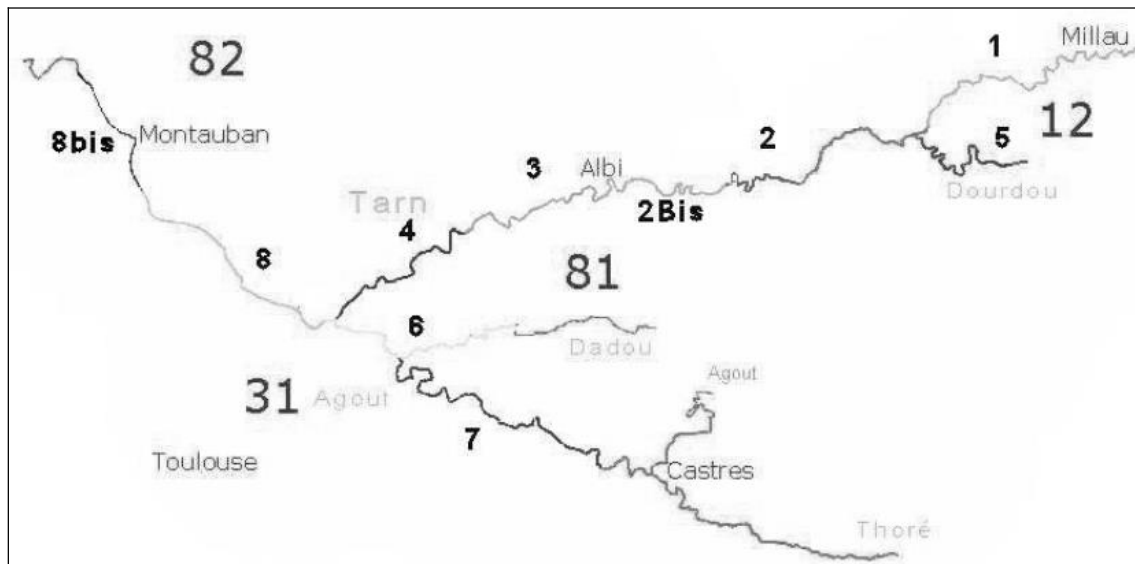 1
Millau
82
12
8bis
Montauban
2
5
3
Albi
Dourdou
Tarn
2Bis
4
8
81
6
Dadou
31
Agout
Agout
7
Toulouse
Castres
Thoré